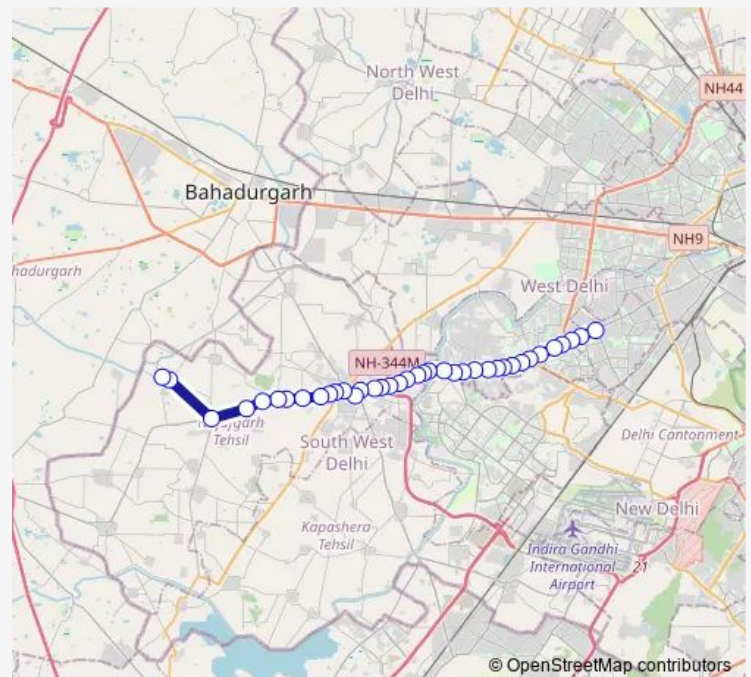 North West
Delhi
NH44
Bahadurgarh
NH9
hadurgarh
West Delhi
NH-344M
Tehsil
South West
Delhi
Delhi Cantonment
Kapashera
Tehsil
New Delhi
Indira Gandhi
International
Airport
21
© OpenStreetMap contributors